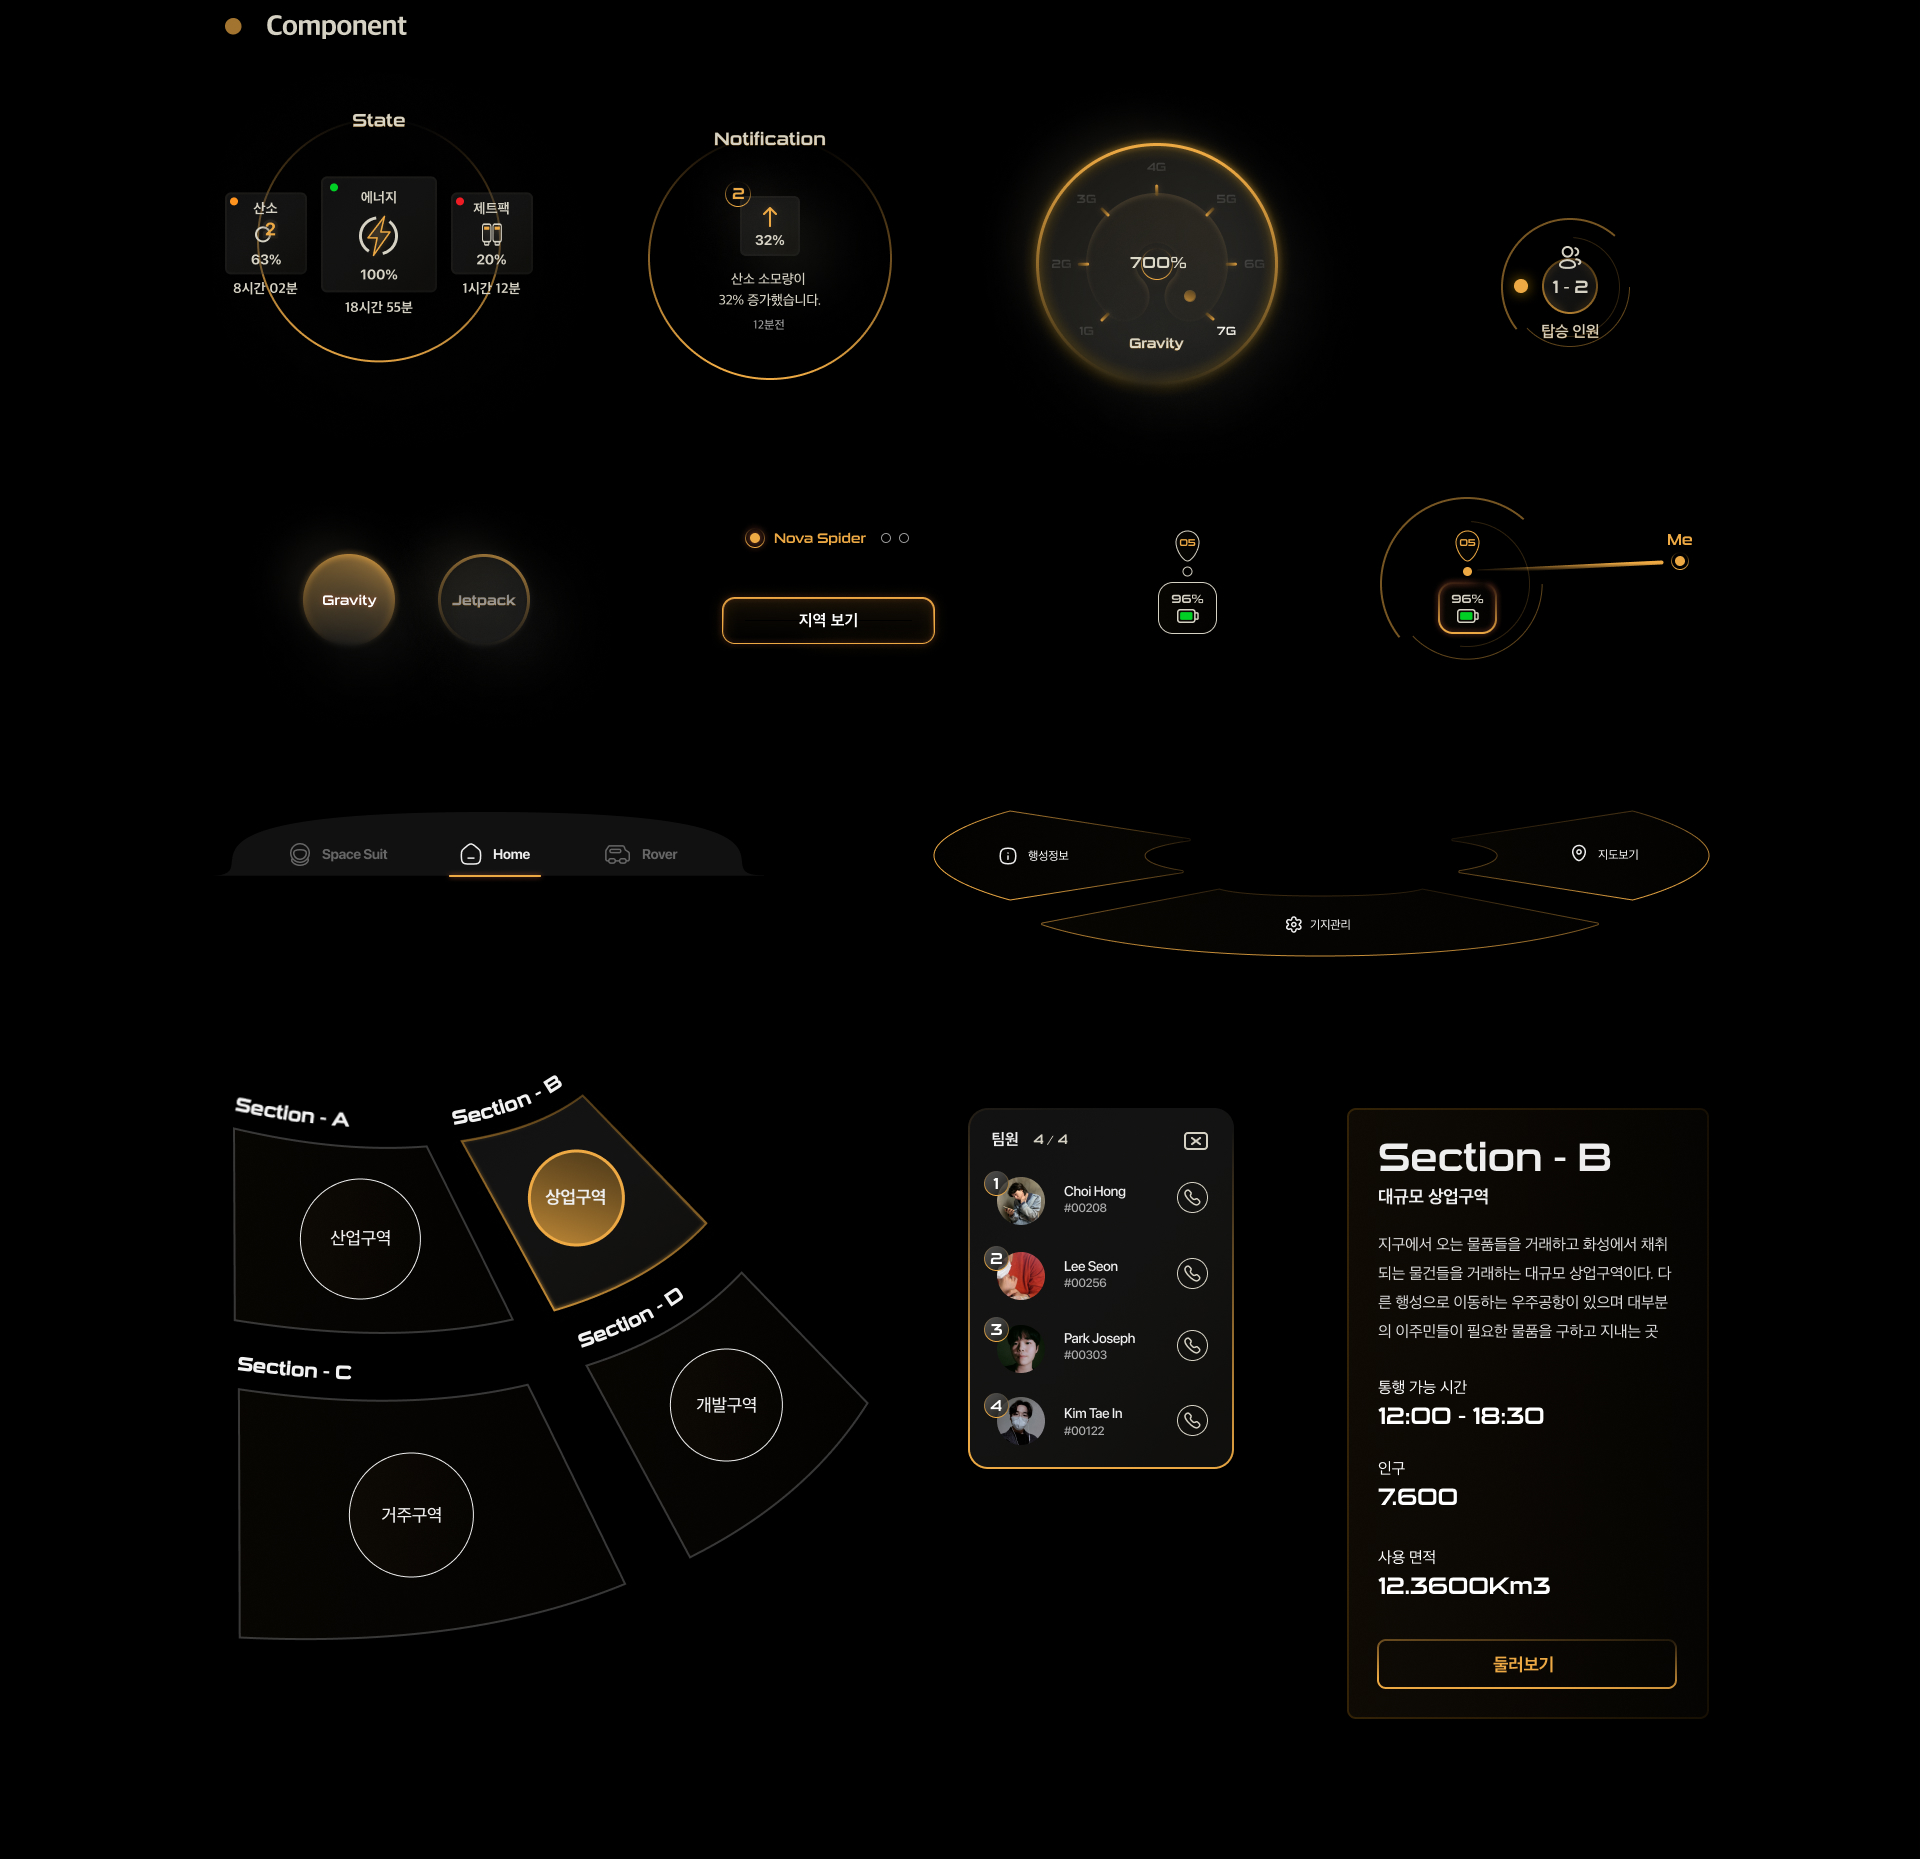 Component
State
산소
O2
63%
8시간 02분
에너지
100%
18시간 55분
제트팩
20%
1시간 12분
Notification
2
32%
산소 소모량이
32% 증가했습니다.
12분전
4G
3G
5G
2G
700%
6G
1G
7G
Gravity
1 - 2
탑승 인원
Gravity
Jetpack
Nova Spider
지역 보기
05
96%
05
Me
96%
Space Suit
Home
Rover
행성정보
지도보기
기지관리
Section - A
산업구역
Section - B
상업구역
Section - C
거주구역
Section - D
개발구역
팀원 4 / 4
1
Choi Hong
#00208
2
Lee Seon
#00256
3
Park Joseph
#00303
4
Kim Tae In
#00122
Section - B
대규모 상업구역
지구에서 오는 물품들을 거래하고 화성에서 채취
되는 물건들을 거래하는 대규모 상업구역이다. 다
른 행성으로 이동하는 우주공항이 있으며 대부분
의 이주민들이 필요한 물품을 구하고 지내는 곳
통행 가능 시간
12:00 - 18:30
인구
7.600
사용 면적
12.3600Km3
둘러보기